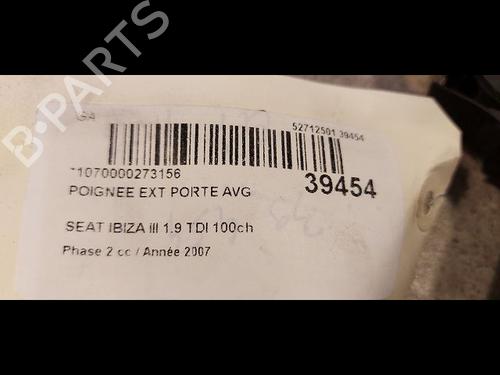 GA
52712501 39454
*1070000273156
39454
POIGNEE EXT PORTE AVG
SEAT IBIZA III 1.9 TDI 100ch
Phase 2 cc / Année 2007
B-PARTS